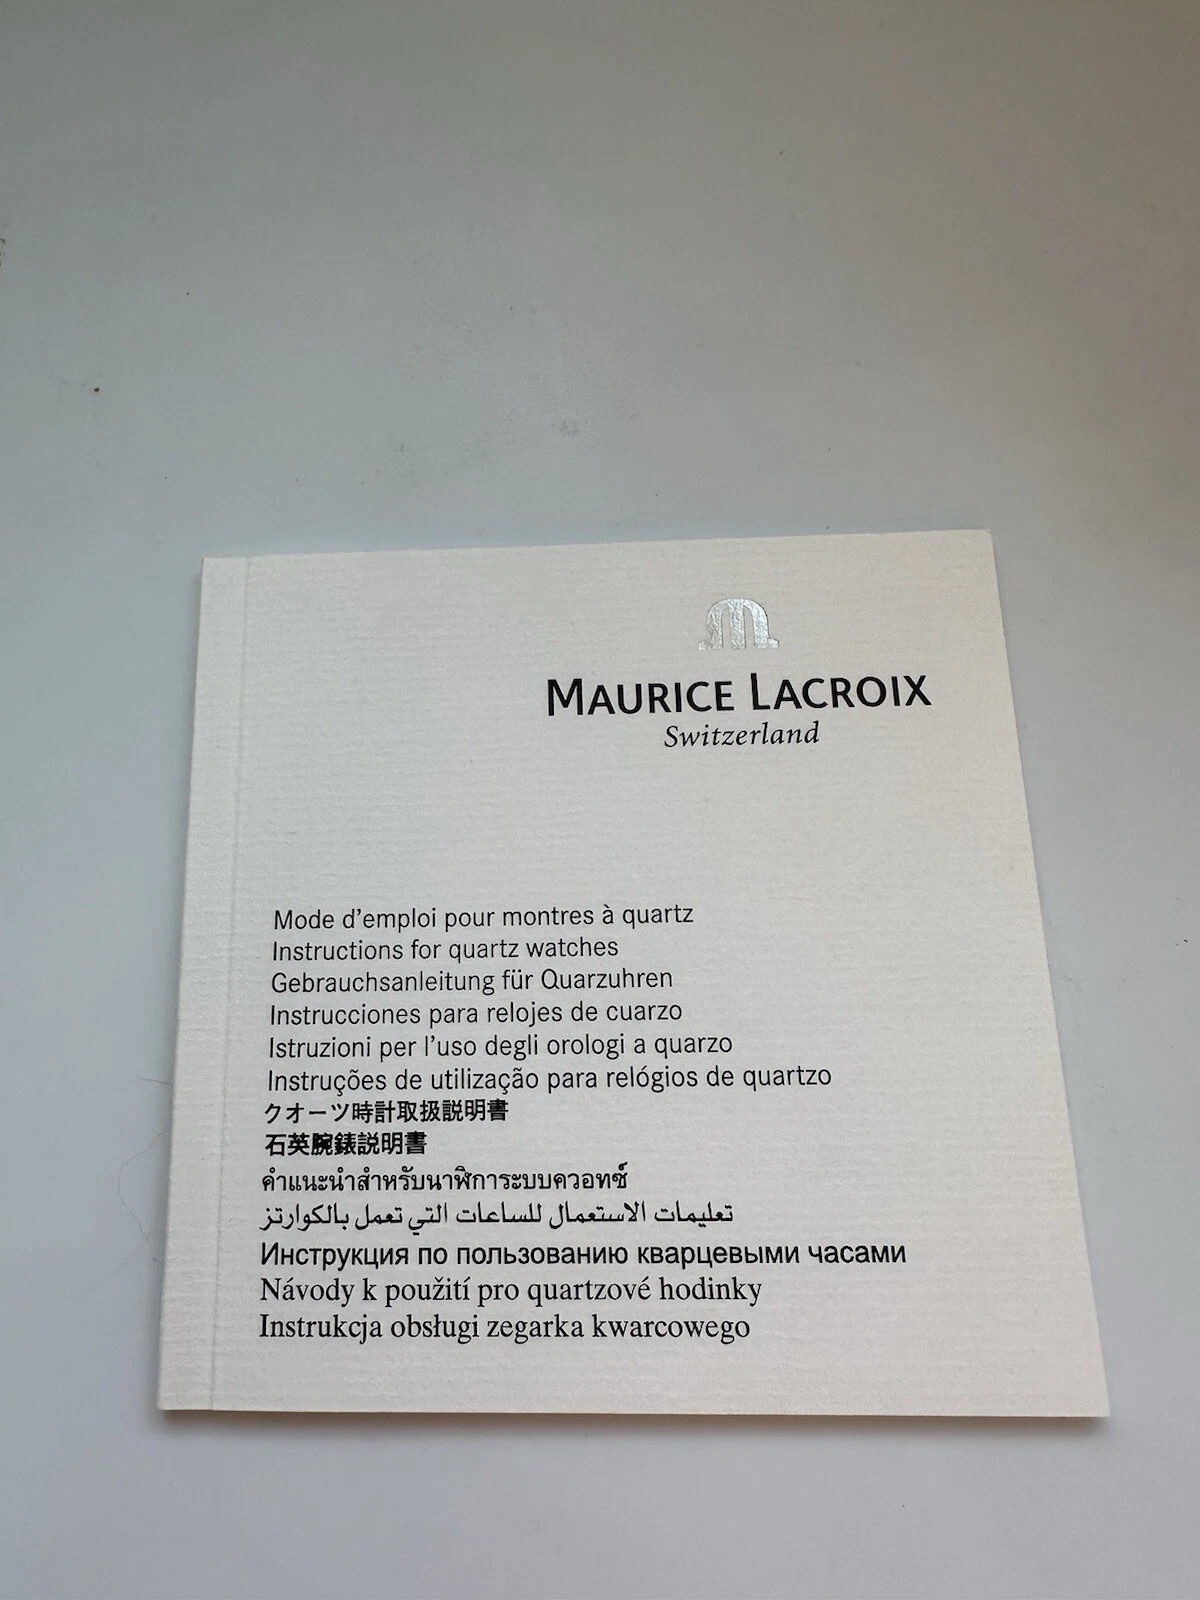 MAURICE LACROIX
Switzerland
Mode d'emploi pour montres à quartz
Instructions for quartz watches
Gebrauchsanleitung für Quarzuhren
Instrucciones para relojes de cuarzo
Istruzioni per l'uso degli orologi a quarzo
Instruções de utilização para relógios de quartzo
クオーツ時計取扱説明書
石英腕錶説明書
คำแนะนำสำหรับนาฬิการะบบควอทซ์
تعليمات الاستعمال للساعات التي تعمل بالكوارتز
Инструкция по пользованию кварцевыми часами
Návody k použití pro quartzové hodinky
Instrukcja obsługi zegarka kwarcowego